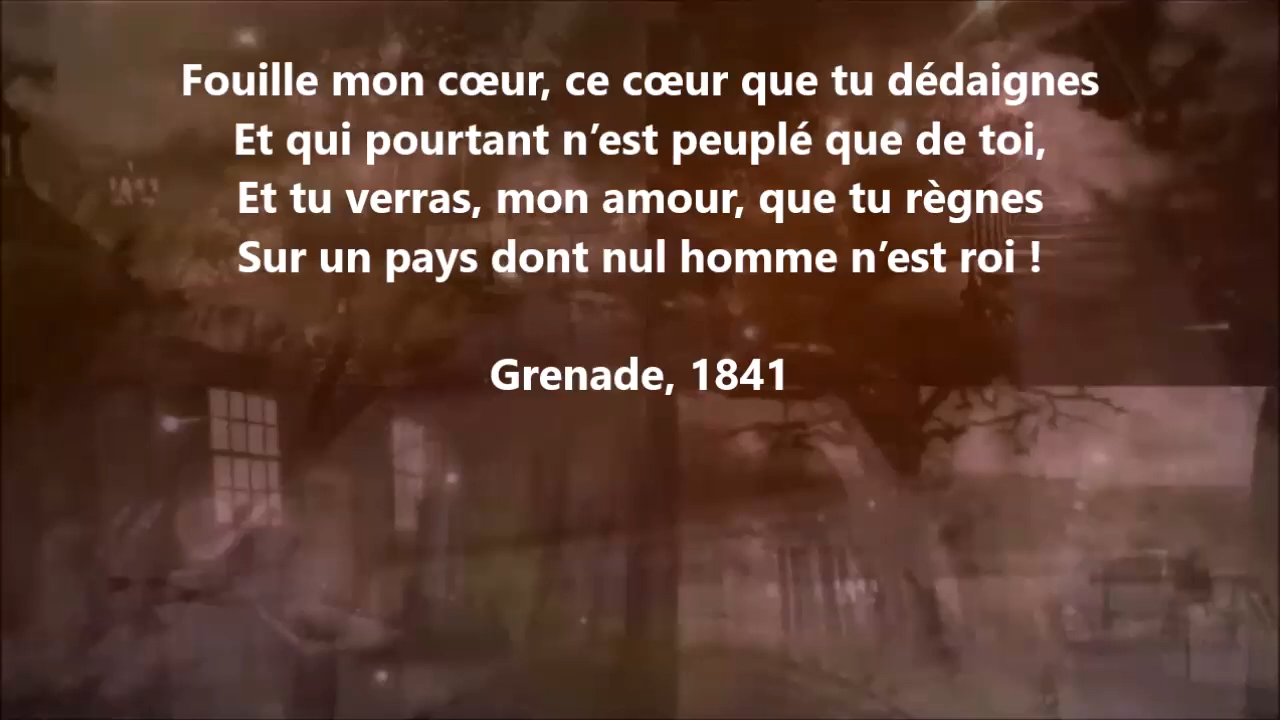 Fouille mon cœur, ce cœur que tu dédaignes
Et qui pourtant n’est peuplé que de toi,
Et tu verras, mon amour, que tu règnes
Sur un pays dont nul homme n’est roi !
Grenade, 1841